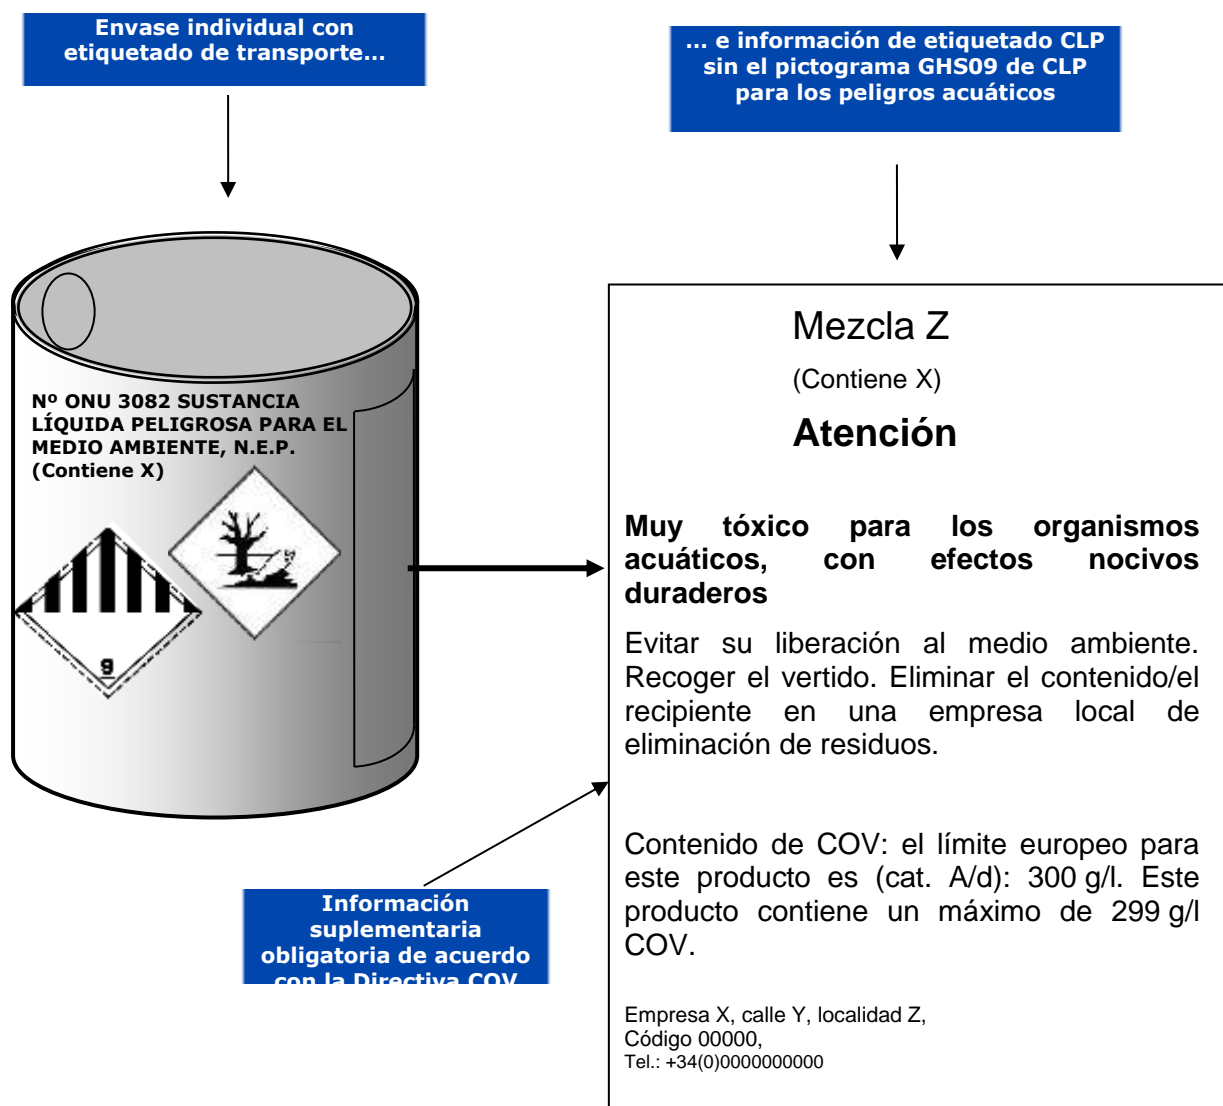 Envase individual con
etiquetado de transporte...
... e información de etiquetado CLP
sin el pictograma GHS09 de CLP
para los peligros acuáticos
Nº ONU 3082 SUSTANCIA
LÍQUIDA PELIGROSA PARA EL
MEDIO AMBIENTE, N.E.P.
(Contiene X)
9
Mezcla Z
(Contiene X)
Atención
Muy tóxico para los organismos
acuáticos, con efectos nocivos
duraderos
Evitar su liberación al medio ambiente.
Recoger el vertido. Eliminar el contenido/el
recipiente en una empresa local de
eliminación de residuos.
Contenido de COV: el límite europeo para
este producto es (cat. A/d): 300 g/l. Este
producto contiene un máximo de 299 g/l
COV.
Empresa X, calle Y, localidad Z,
Código 00000,
Tel.: +34(0)0000000000
Información
suplementaria
obligatoria de acuerdo
con la Directiva COV